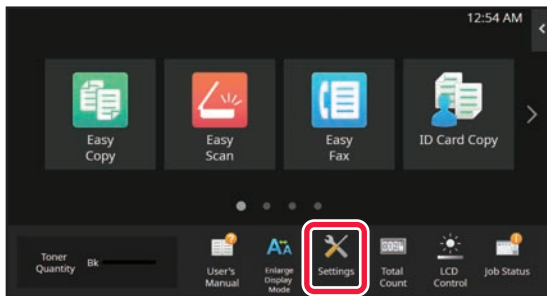 12:54 AM
Easy
Copy
Easy
Scan
Easy
Fax
ID Card Copy
Toner
Quantity
Bk
User's
Manual
Enlarge
Display
Mode
Settings
Total
Count
LCD
Control
Job Status